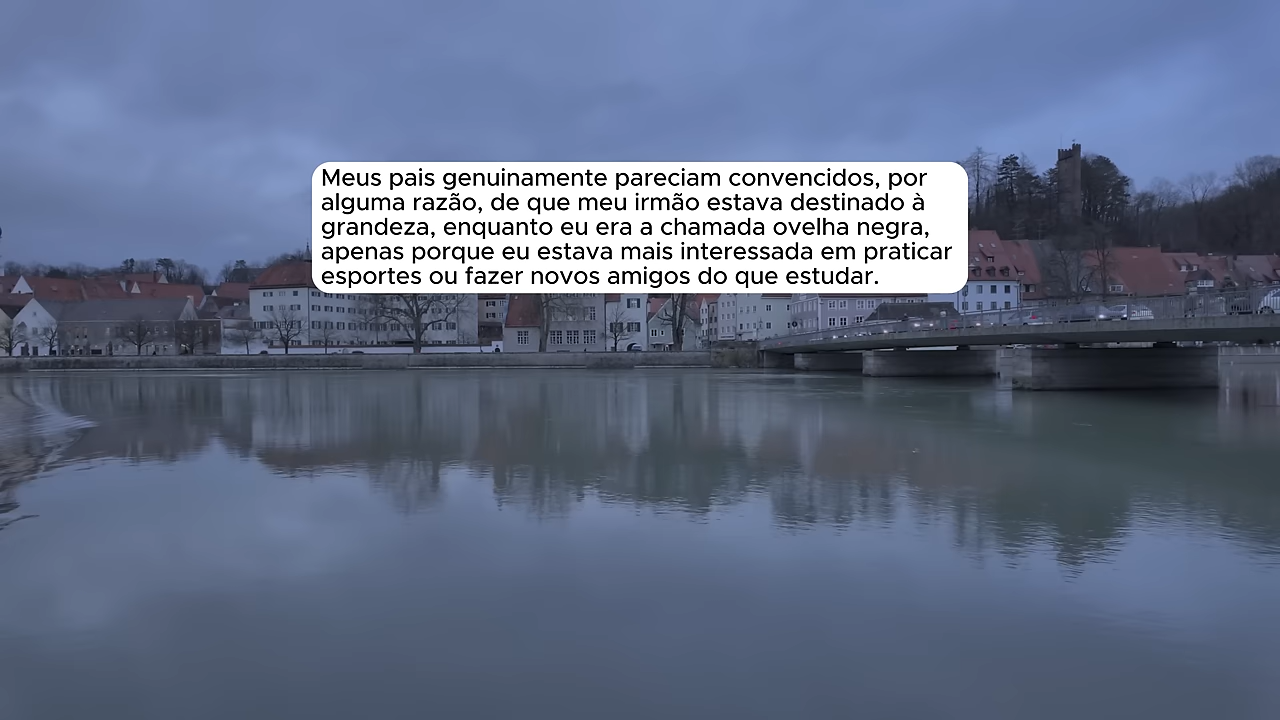 Meus pais genuinamente pareciam convencidos, por
alguma razão, de que meu irmão estava destinado à
grandeza, enquanto eu era a chamada ovelha negra,
apenas porque eu estava mais interessada em praticar
esportes ou fazer novos amigos do que estudar.